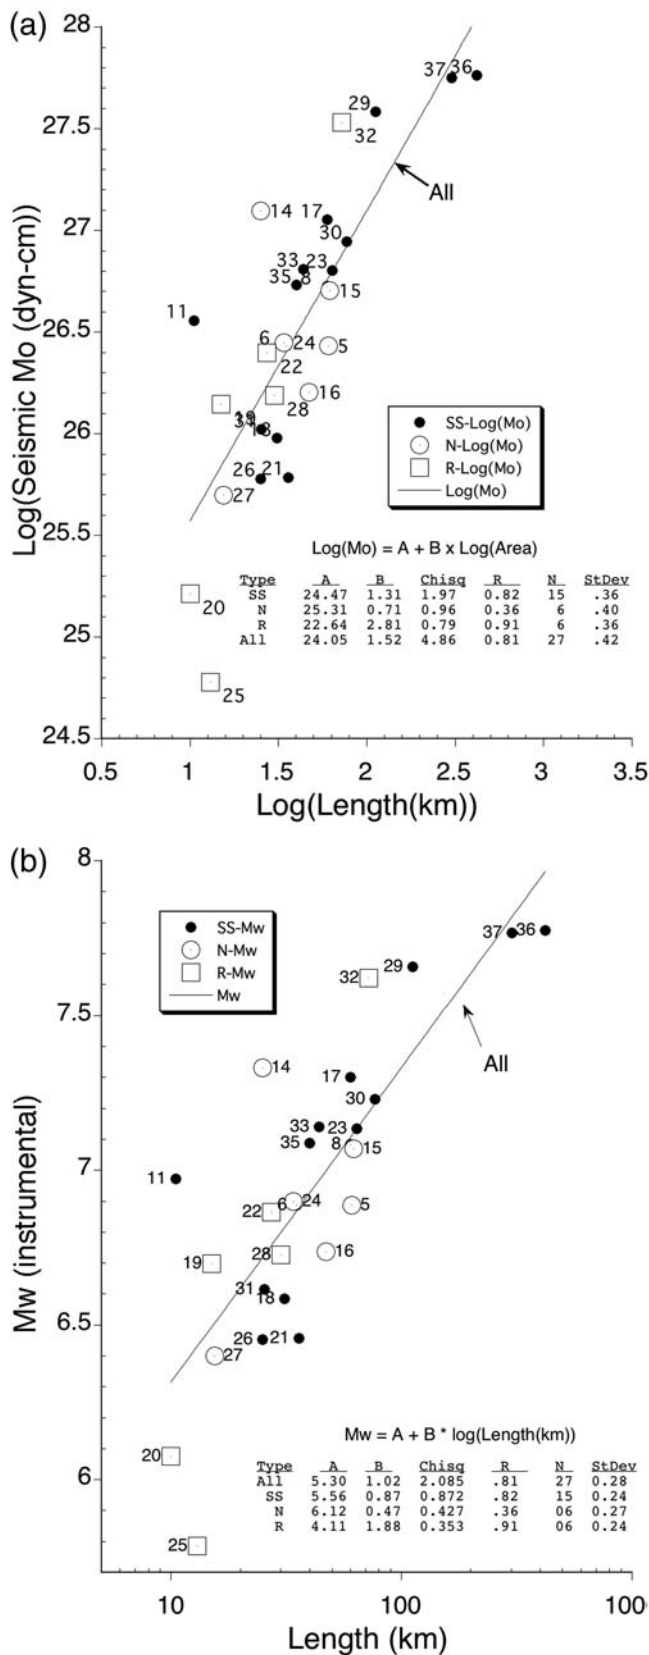 (a)
28
27.5
27
26.5
26
25.5
25
24.5
Log(Seismic Mo (dyn-cm))
37 36
29
32
All
14 17
30
33 23
35 8
15
11
6 24 5
22
16
28
26 21
27
20
25
SS-Log(Mo)
N-Log(Mo)
R-Log(Mo)
Log(Mo)
Log(Mo) = A + B x Log(Area)
Type A B Chisq R N StDev
SS 24.47 1.31 1.97 0.82 15 .36
N 25.31 0.71 0.96 0.36 6 .40
R 22.64 2.81 0.79 0.91 6 .36
All 24.05 1.52 4.86 0.81 27 .42
0.5 1 1.5 2 2.5 3 3.5
Log(Length(km))
(b)
8
7.5
7
6.5
6
Mw (instrumental)
SS-Mw
N-Mw
R-Mw
Mw
37 36
29
32
All
14
17
30
33 23
35 8 15
11
6 24 5
22
28 16
19
31
18
26 21
27
20
25
Mw = A + B * log(Length(km))
Type A B Chisq R N StDev
All 5.30 1.02 2.085 .81 27 0.28
SS 5.56 0.87 0.872 .82 15 0.24
N 6.12 0.47 0.427 .36 06 0.27
R 4.11 1.88 0.353 .91 06 0.24
10 100 100
Length (km)